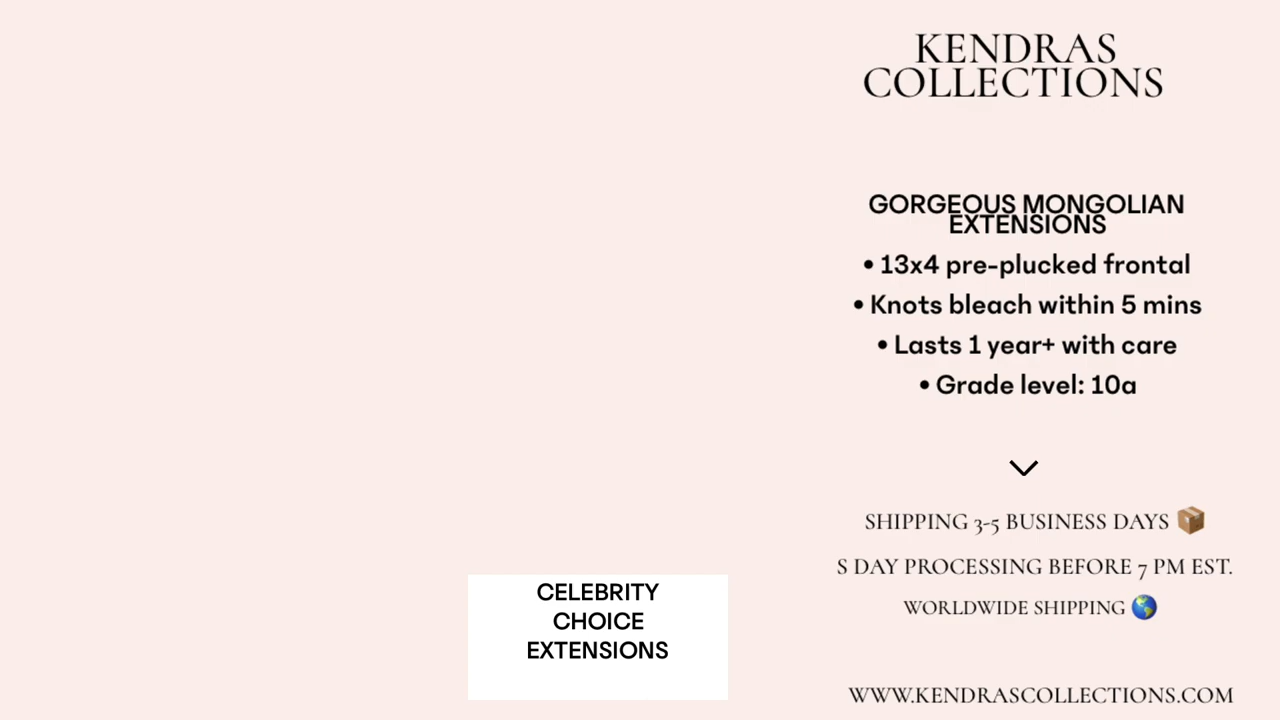 KENDRAS
COLLECTIONS
GORGEOUS MONGOLIAN
EXTENSIONS
• 13x4 pre-plucked frontal
• Knots bleach within 5 mins
• Lasts 1 year+ with care
• Grade level: 10a
SHIPPING 3-5 BUSINESS DAYS 📦
S DAY PROCESSING BEFORE 7 PM EST.
WORLDWIDE SHIPPING 🌎
CELEBRITY
CHOICE
EXTENSIONS
WWW.KENDRASCOLLECTIONS.COM